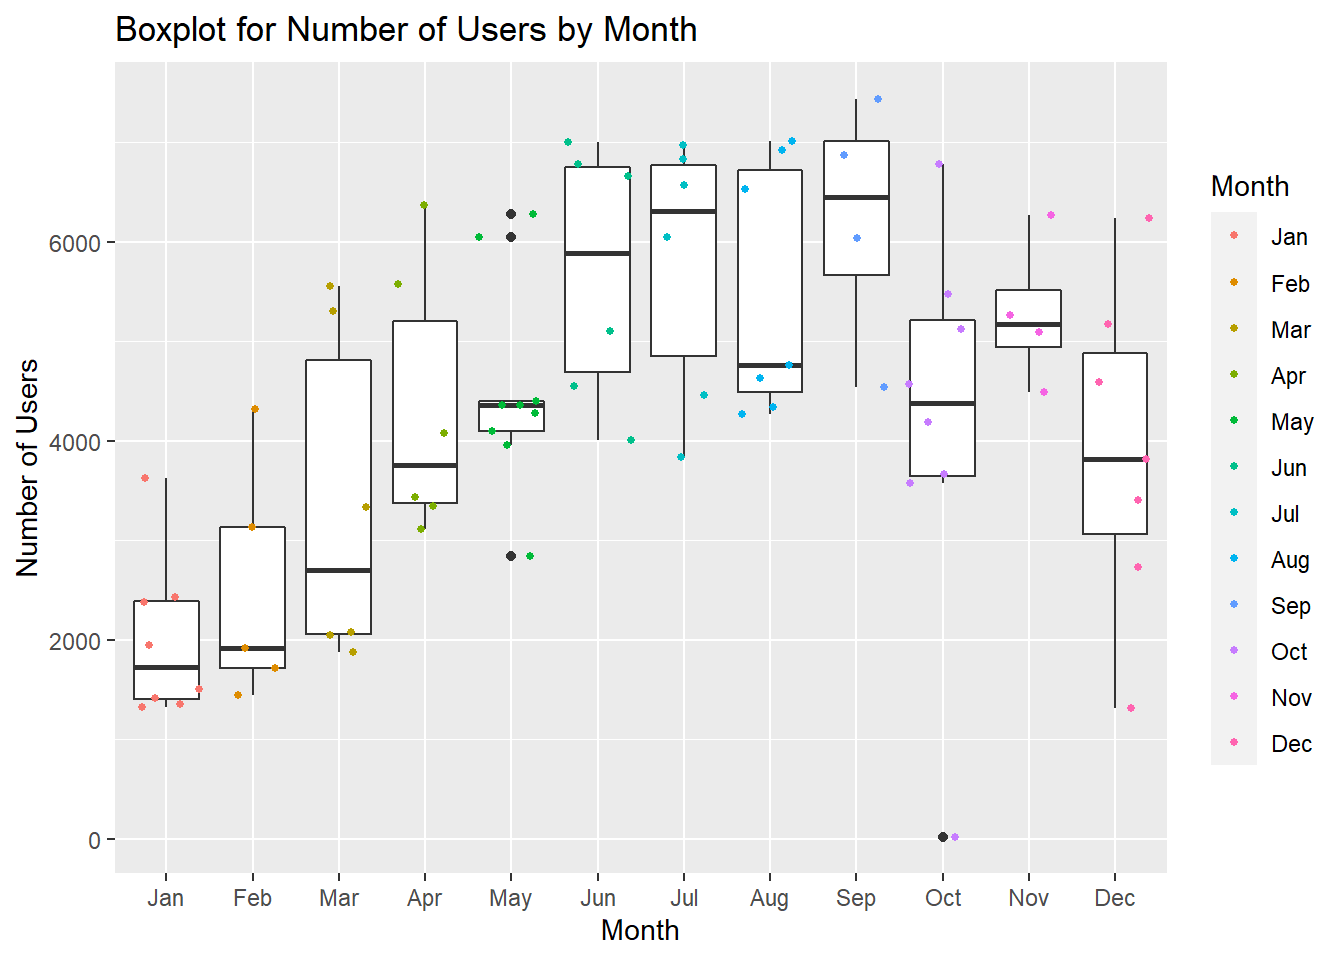 Boxplot for Number of Users by Month
Number of Users
6000
4000
2000
0
Jan Feb Mar Apr May Jun Jul Aug Sep Oct Nov Dec
Month
Month
Jan
Feb
Mar
Apr
May
Jun
Jul
Aug
Sep
Oct
Nov
Dec